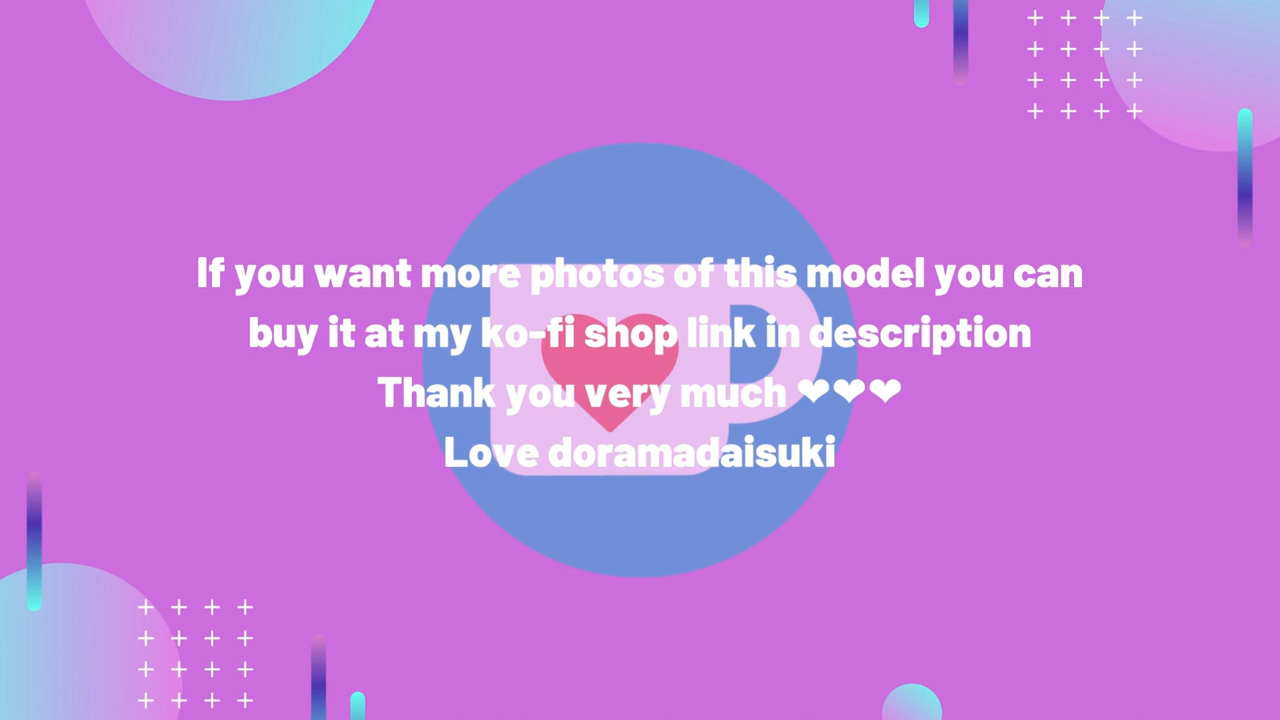 If you want more photos of this model you can
buy it at my ko-fi shop link in description
Thank you very much ❤❤❤
Love doramadaisuki